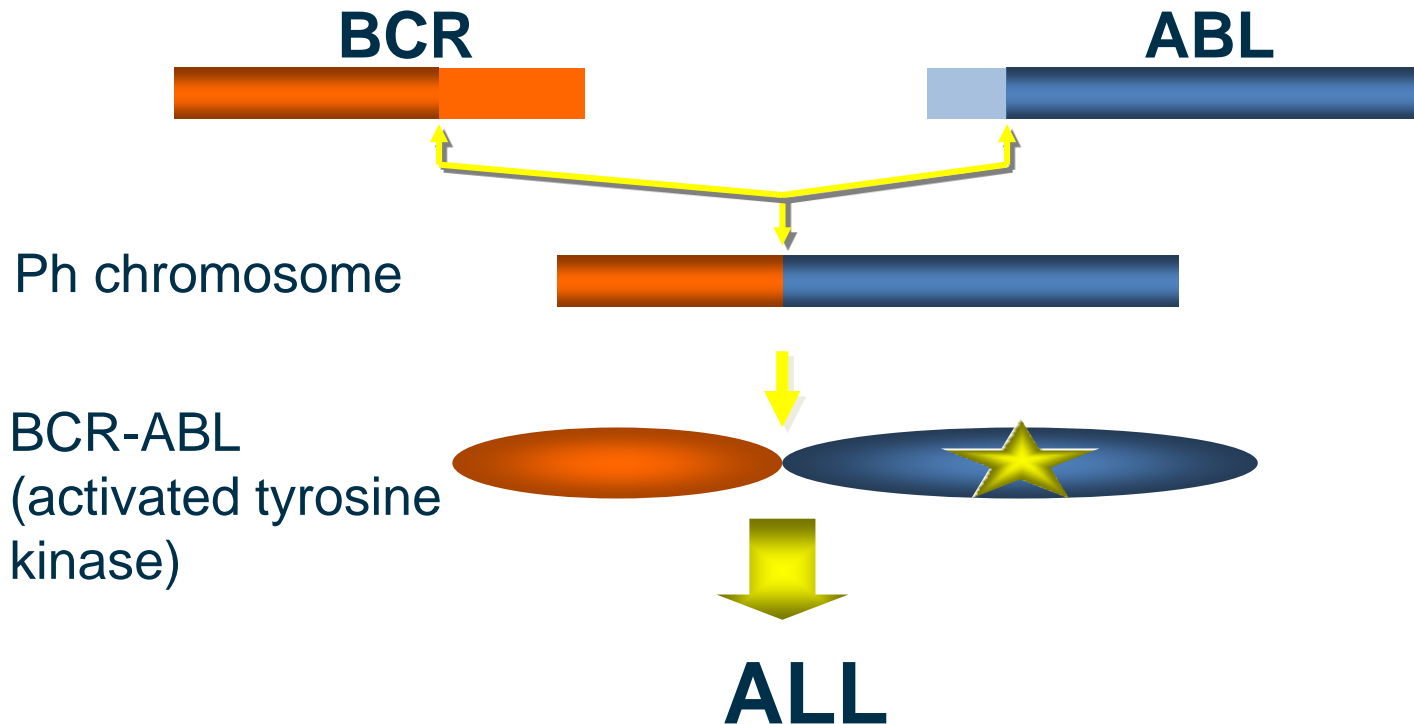 BCR
ABL
Ph chromosome
BCR-ABL
(activated tyrosine
kinase)
ALL